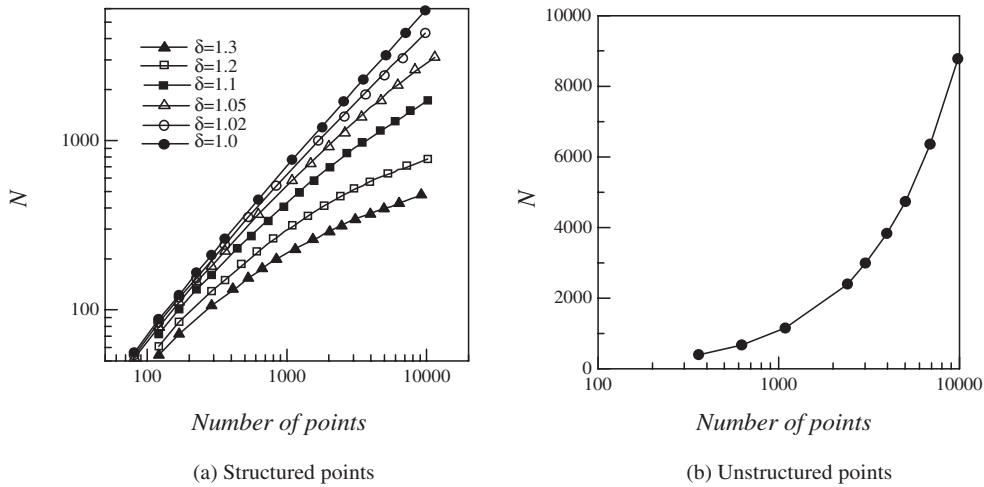 δ=1.3
δ=1.2
δ=1.1
δ=1.05
δ=1.02
δ=1.0
1000
100
N
100 1000 10000
Number of points
(a) Structured points
10000
8000
6000
4000
2000
0
N
100 1000 10000
Number of points
(b) Unstructured points